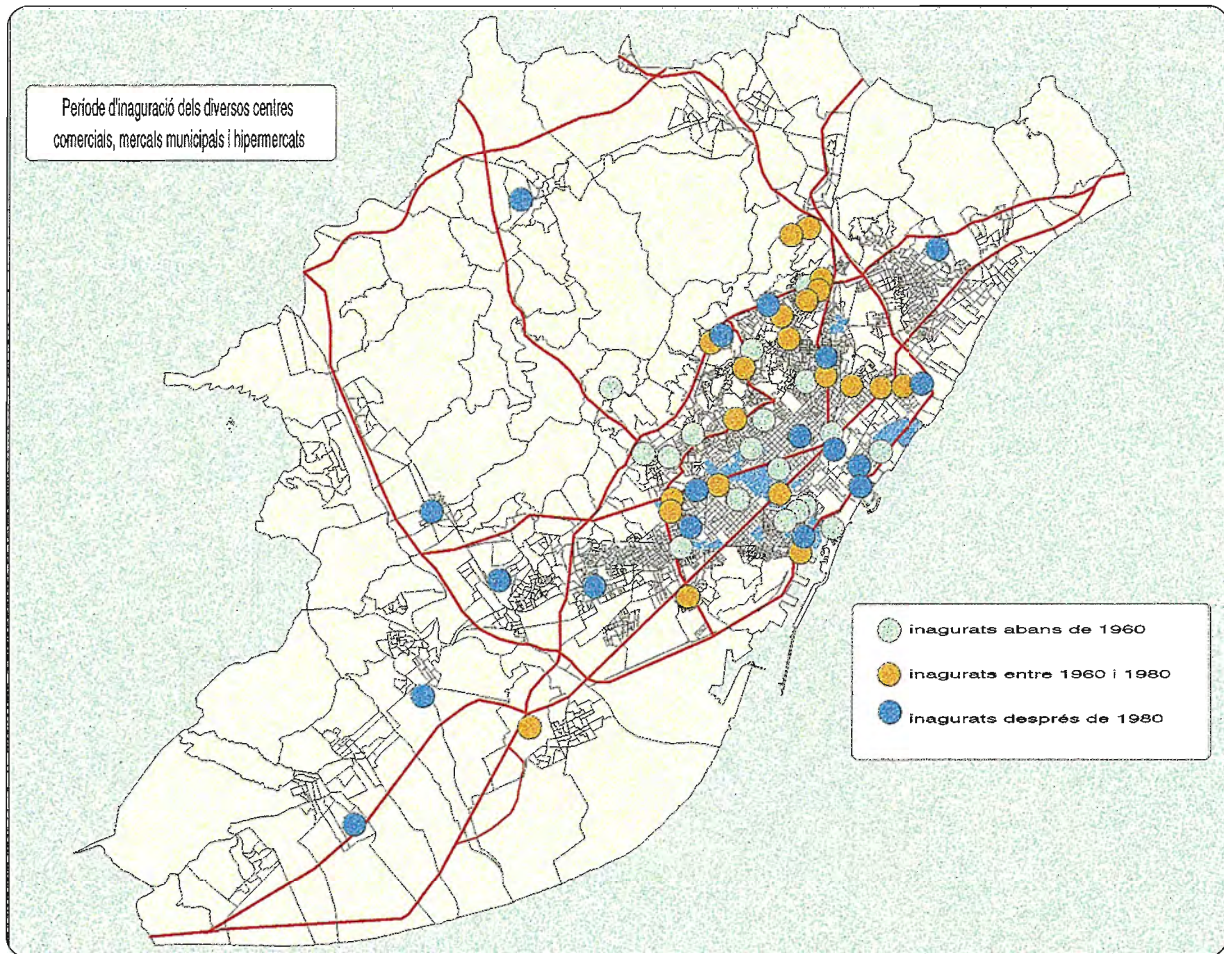 Període d'inaguració dels diversos centres
comercials, mercals municipals i hipermercats
inagurats abans de 1960
inagurats entre 1960 i 1980
inagurats després de 1980